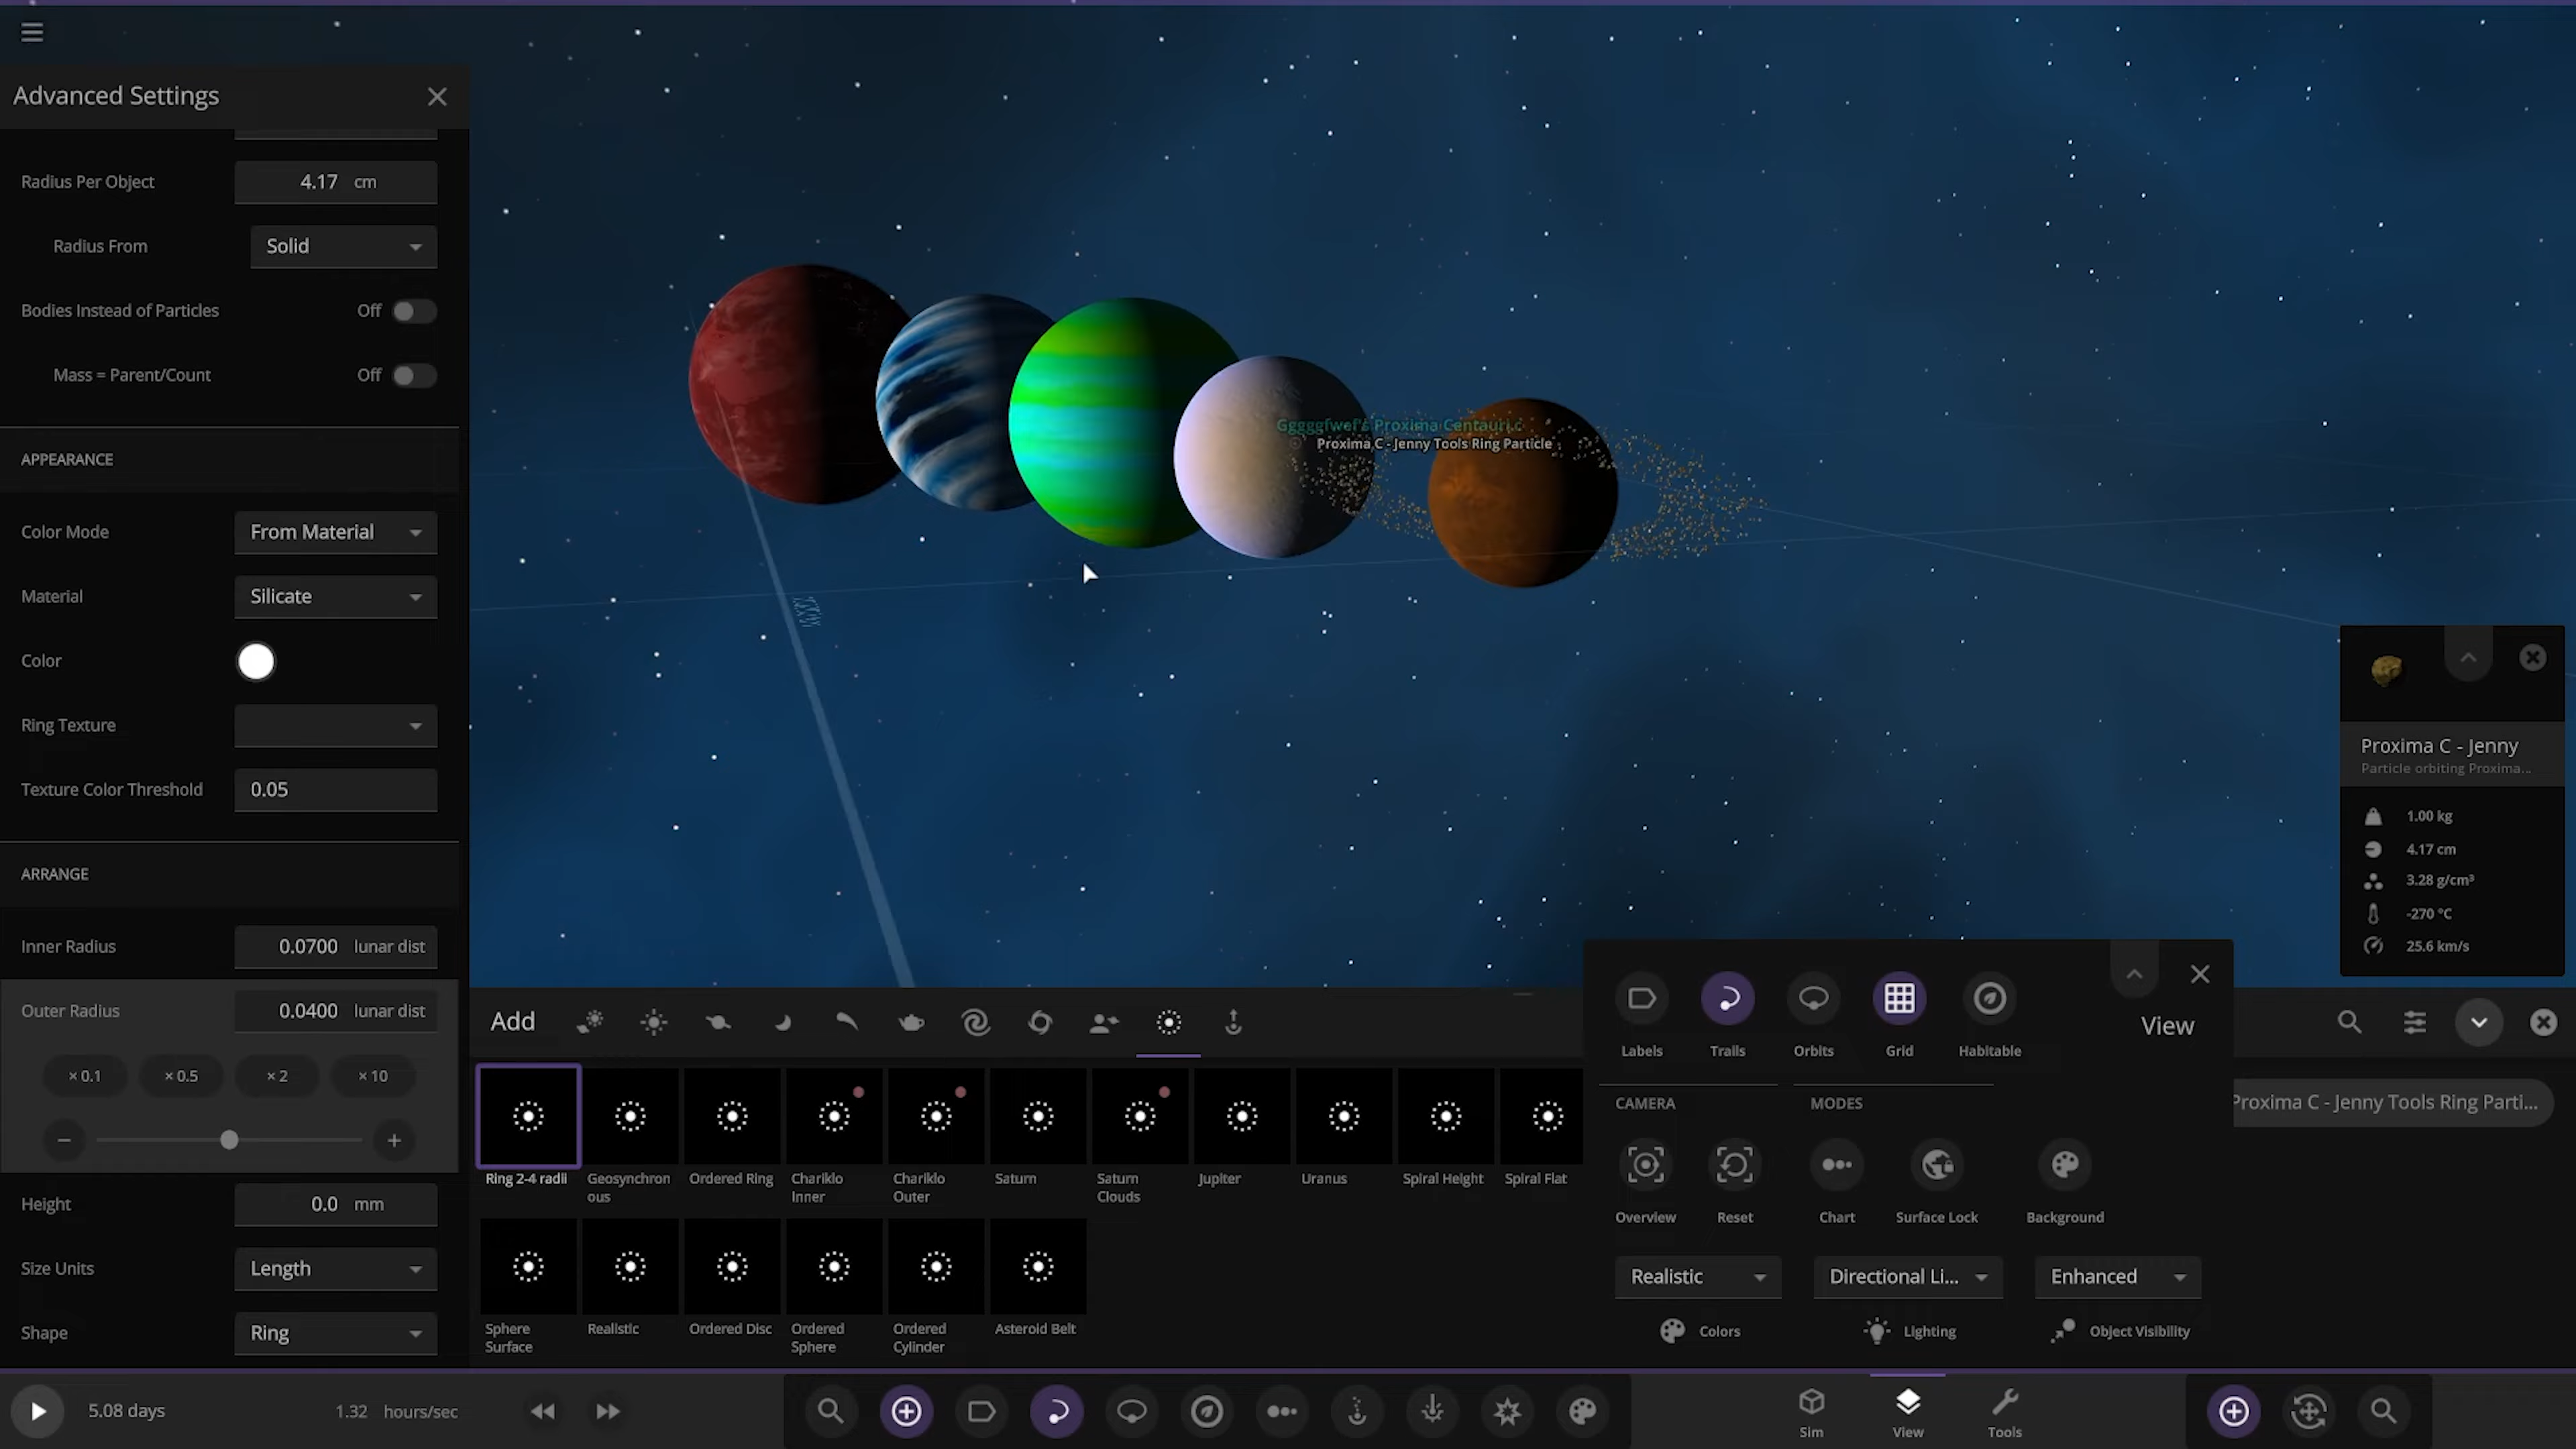 Advanced Settings
Radius Per Object 4.17 cm
Radius From Solid
Bodies Instead of Particles Off
Mass = Parent/Count Off
APPEARANCE
Color Mode From Material
Material Silicate
Color
Ring Texture
Texture Color Threshold 0.05
ARRANGE
Inner Radius 0.0700 lunar dist
Outer Radius 0.0400 lunar dist
× 0.1 × 0.5 × 2 × 10
Height 0.0 mm
Size Units Length
Shape Ring
Gggggfwef's Proxima Centauri c
Proxima C - Jenny Tools Ring Particle
Proxima C - Jenny
Particle orbiting Proxima...
1.00 kg
4.17 cm
3.28 g/cm³
-270 °C
25.6 km/s
Add
Ring 2-4 radii
Geosynchron
ous
Ordered Ring
Chariklo
Inner
Chariklo
Outer
Saturn
Saturn
Clouds
Jupiter
Uranus
Spiral Height
Spiral Flat
Sphere
Surface
Realistic
Ordered Disc
Ordered
Sphere
Ordered
Cylinder
Asteroid Belt
View
Labels Trails Orbits Grid Habitable
CAMERA MODES
Overview Reset Chart Surface Lock Background
Realistic Directional Li... Enhanced
Colors Lighting Object Visibility
Proxima C - Jenny Tools Ring Parti...
5.08 days 1.32 hours/sec
Sim View Tools